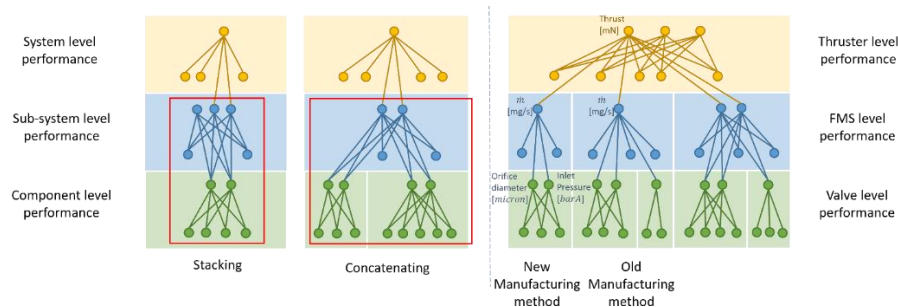 System level
performance
Sub-system level
performance
Component level
performance
Stacking
Concatenating
Thrust
[mN]
ṁ
[mg/s]
ṁ
[mg/s]
Orifice
diameter
[micron]
Inlet
Pressure
[barA]
New
Manufacturing
method
Old
Manufacturing
method
Thruster level
performance
FMS level
performance
Valve level
performance